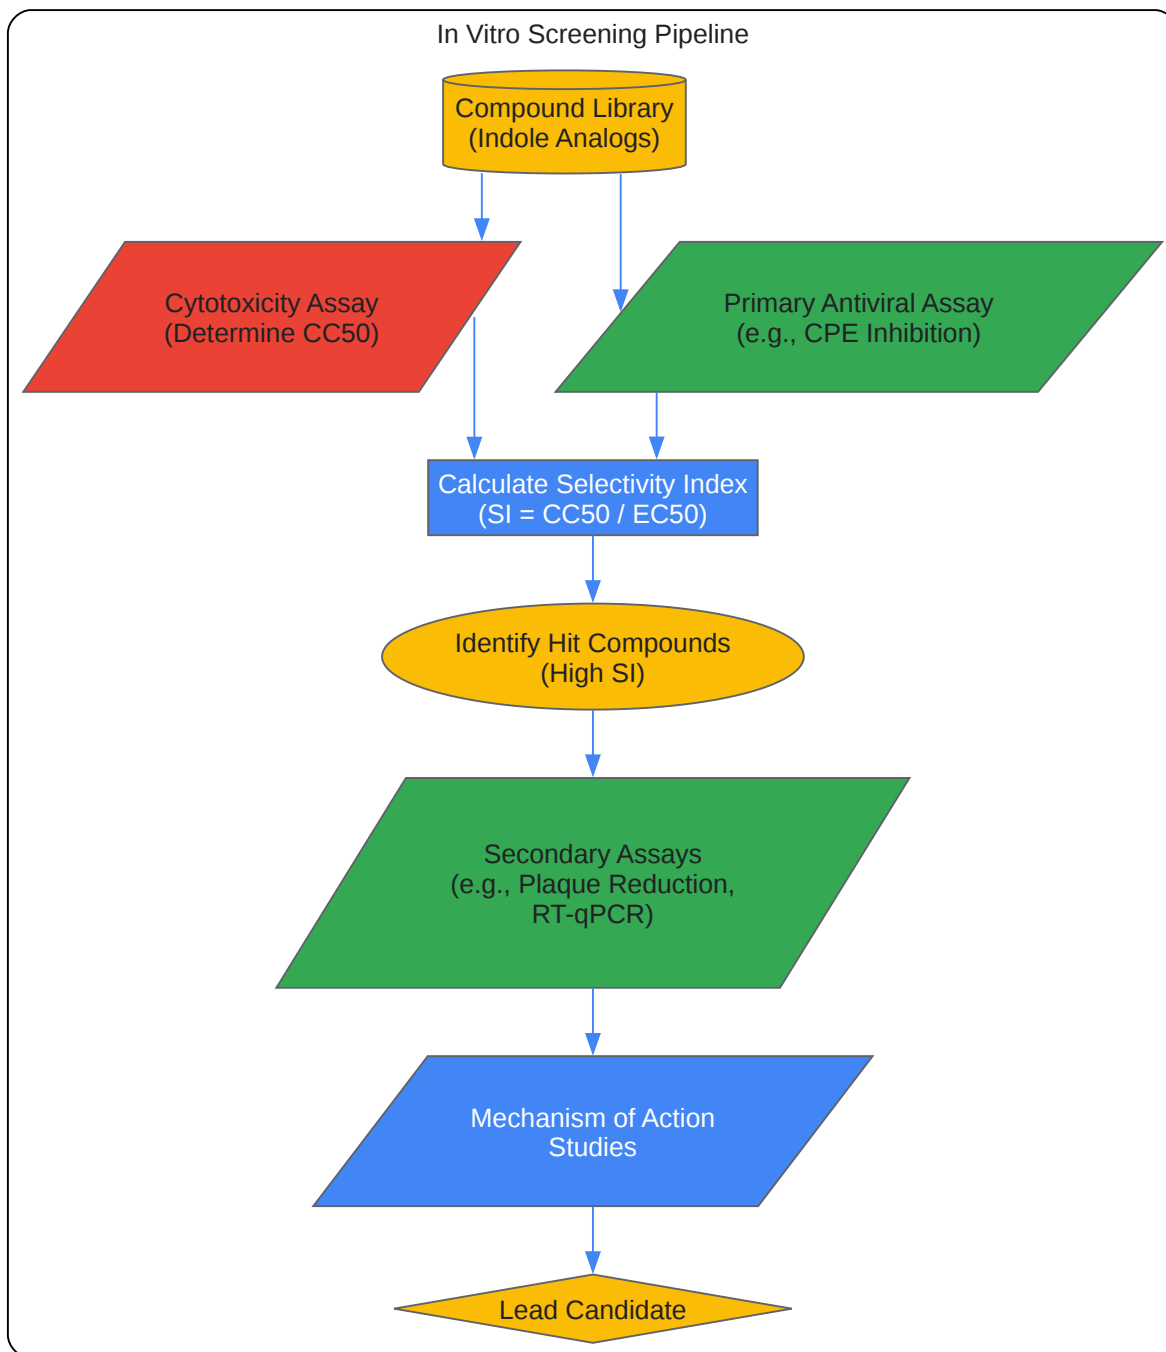 In Vitro Screening Pipeline
Compound Library
(Indole Analogs)
Cytotoxicity Assay
(Determine CC50)
Primary Antiviral Assay
(e.g., CPE Inhibition)
Calculate Selectivity Index
(SI = CC50 / EC50)
Identify Hit Compounds
(High SI)
Secondary Assays
(e.g., Plaque Reduction,
RT-qPCR)
Mechanism of Action
Studies
Lead Candidate